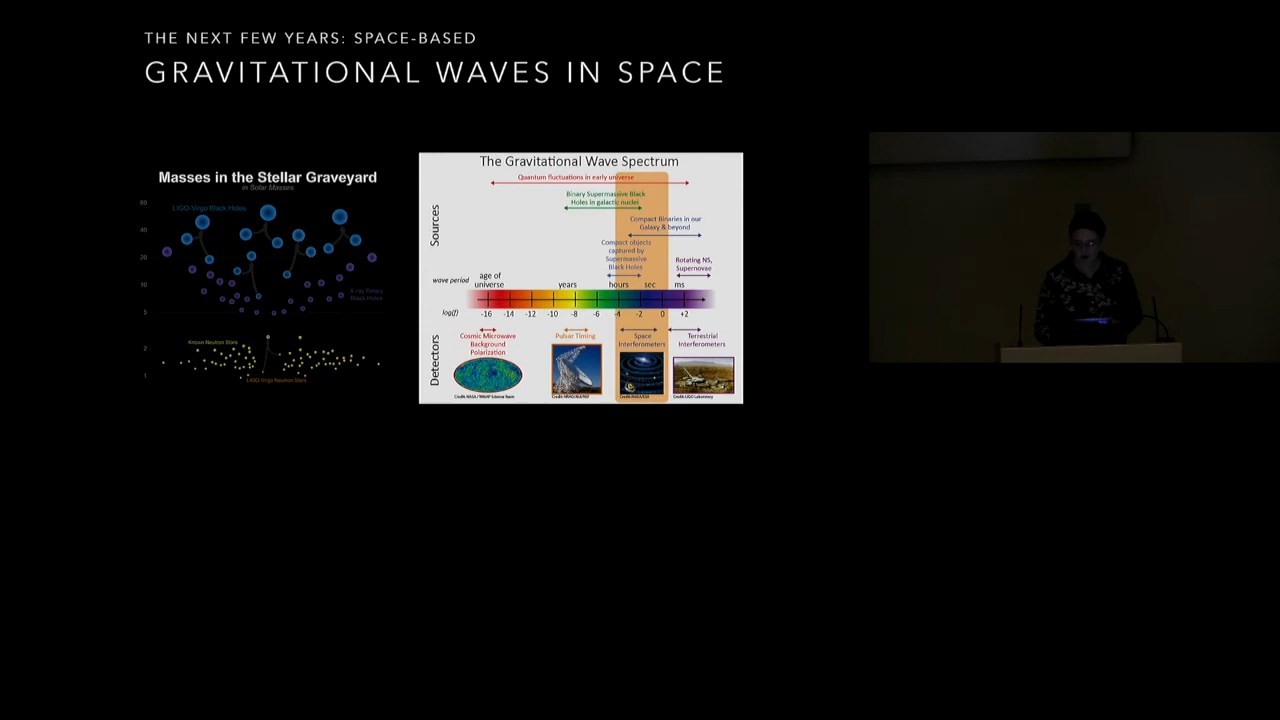 THE NEXT FEW YEARS: SPACE-BASED
GRAVITATIONAL WAVES IN SPACE
Masses in the Stellar Graveyard
in Solar Masses
80
LIGO-Virgo Black Holes
40
20
10
X-ray Binary
Black Holes
5
Known Neutron Stars
2
1
LIGO-Virgo Neutron Stars
The Gravitational Wave Spectrum
Quantum fluctuations in early universe
Sources
Binary Supermassive Black
Holes in galactic nuclei
Compact Binaries in our
Galaxy & beyond
Compact objects
captured by
Supermassive
Black Holes
Rotating NS,
Supernovae
wave period
age of
universe
years
hours
sec
ms
log(f)
-16 -14 -12 -10 -8 -6 -4 -2 0 +2
Detectors
Cosmic Microwave
Background
Polarization
Pulsar Timing
Space
Interferometers
Terrestrial
Interferometers
Credit: NASA / WMAP Science Team
Credit: NASA/ESA
Credit: LIGO Laboratory